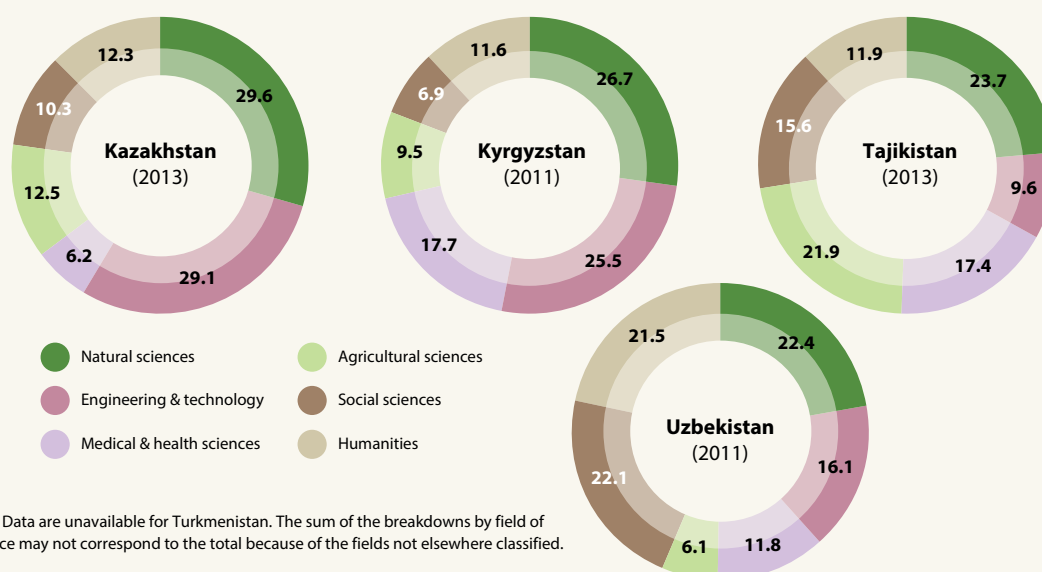 12.3
29.6
10.3
Kazakhstan
(2013)
12.5
6.2
29.1
11.6
26.7
6.9
Kyrgyzstan
(2011)
9.5
17.7
25.5
11.9
23.7
15.6
Tajikistan
(2013)
9.6
21.9
17.4
21.5
22.4
Uzbekistan
(2011)
22.1
16.1
6.1
11.8
Natural sciences
Engineering & technology
Medical & health sciences
Agricultural sciences
Social sciences
Humanities
Data are unavailable for Turkmenistan. The sum of the breakdowns by field of
ce may not correspond to the total because of the fields not elsewhere classified.